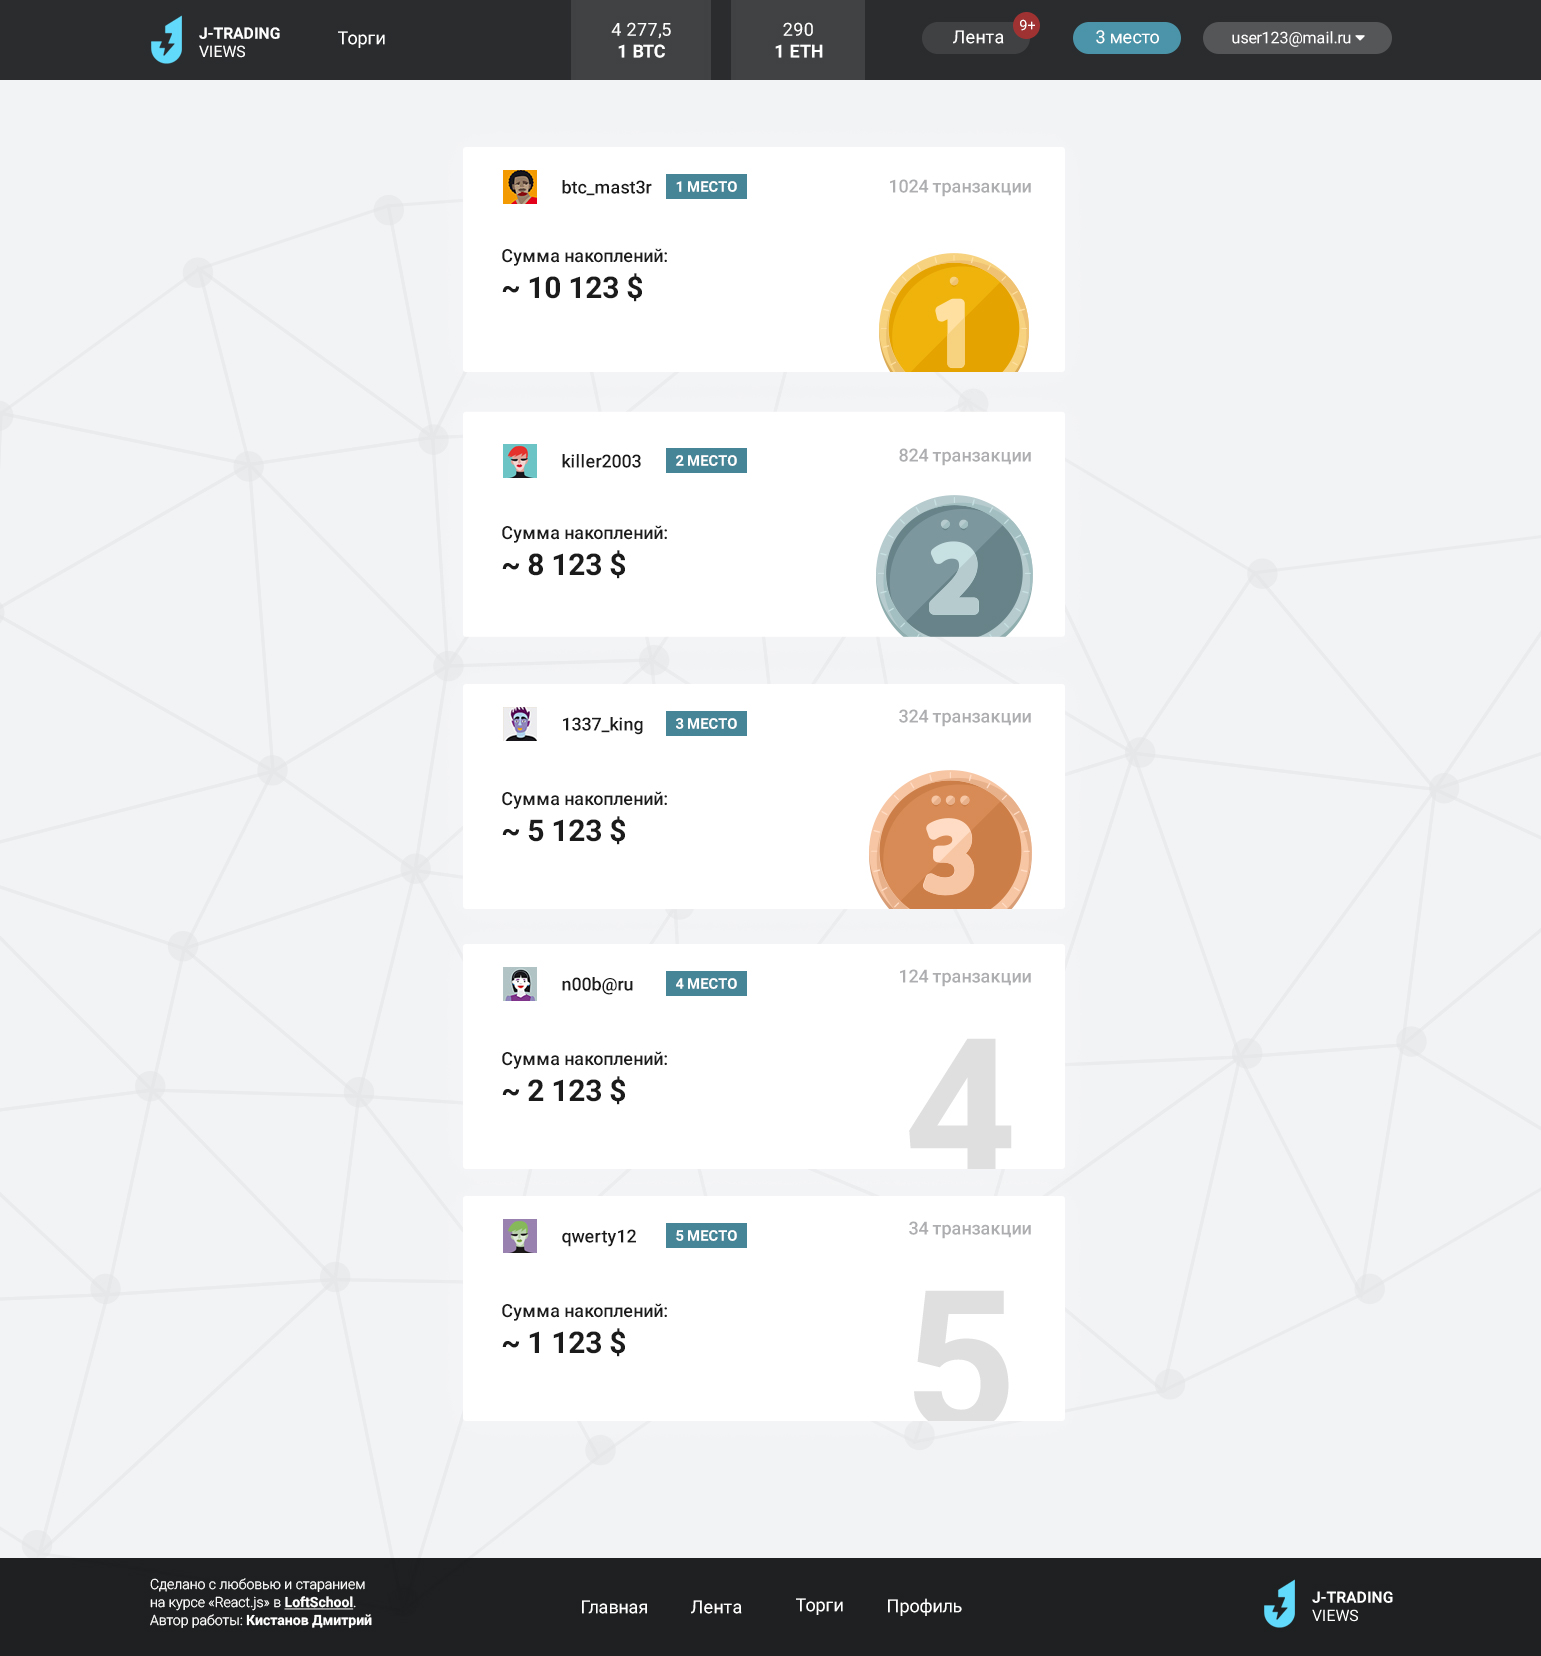 J-TRADING
VIEWS
Торги
4 277,5
1 BTC
290
1 ETH
Лента
9+
3 место
user123@mail.ru
btc_mast3r
1 МЕСТО
1024 транзакции
Сумма накоплений:
~ 10 123 $
1
killer2003
2 МЕСТО
824 транзакции
Сумма накоплений:
~ 8 123 $
2
1337_king
3 МЕСТО
324 транзакции
Сумма накоплений:
~ 5 123 $
3
n00b@ru
4 МЕСТО
124 транзакции
Сумма накоплений:
~ 2 123 $
4
qwerty12
5 МЕСТО
34 транзакции
Сумма накоплений:
~ 1 123 $
5
Сделано с любовью и старанием
на курсе «React.js» в LoftSchool.
Автор работы: Кистанов Дмитрий
Главная
Лента
Торги
Профиль
J-TRADING
VIEWS